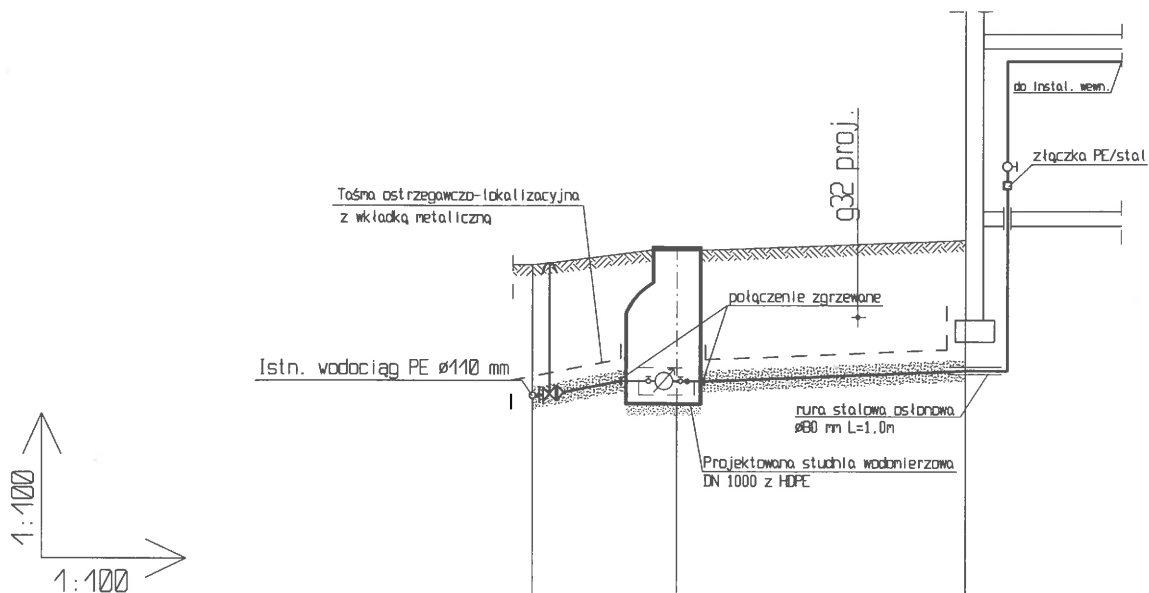 do instal. wewn.
złączka PE/stal
g32 proj.
Taśma ostrzegawczo-lokalizacyjna
z wkładką metaliczną
połączenie zgrzewane
Istn. wodociąg PE ø110 mm
rura stalowa osłonowa
ø80 mm L=1.0m
Projektowana studnia wodomierzowa
DN 1000 z HDPE
1:100
1:100